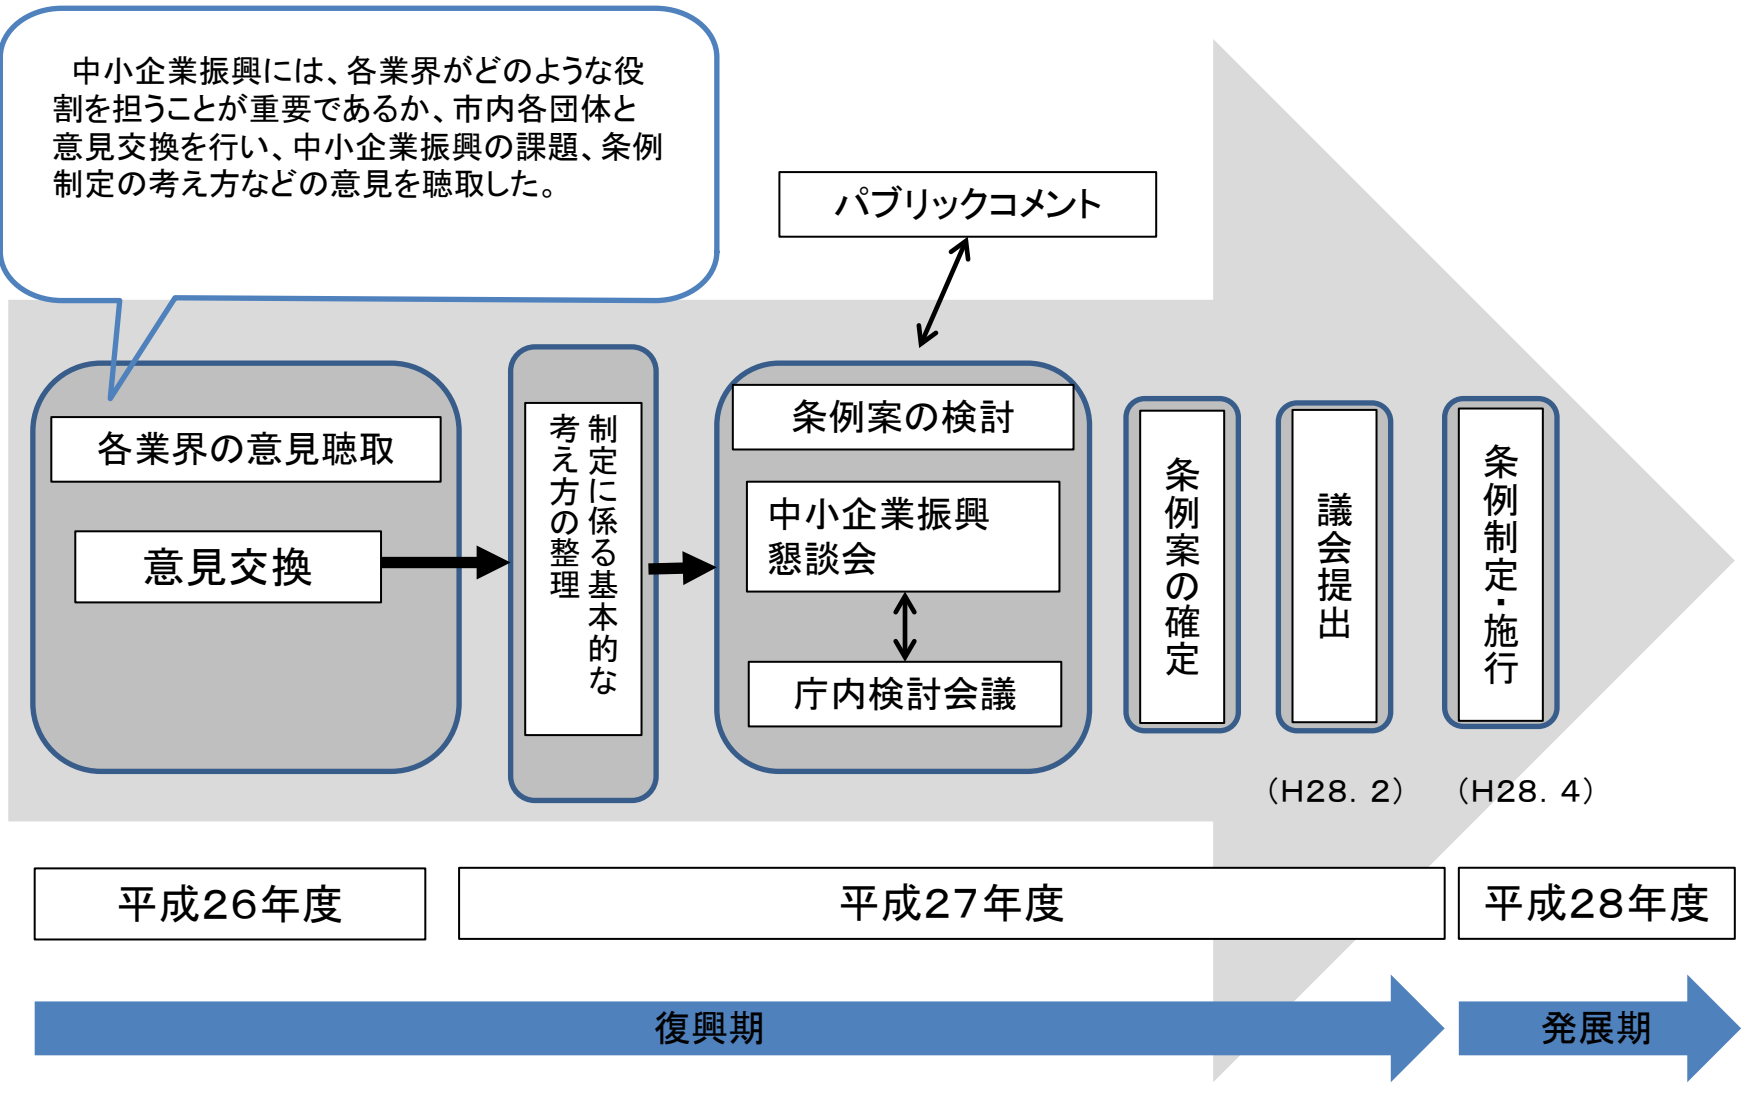 中小企業振興には、各業界がどのような役
割を担うことが重要であるか、市内各団体と
意見交換を行い、中小企業振興の課題、条例
制定の考え方などの意見を聴取した。
パブリックコメント
各業界の意見聴取
意見交換
制定に係る基本的な
考え方の整理
条例案の検討
中小企業振興
懇談会
庁内検討会議
条例案の確定
議会提出
条例制定・施行
（H28．2）
（H28．4）
平成26年度
平成27年度
平成28年度
復興期
発展期